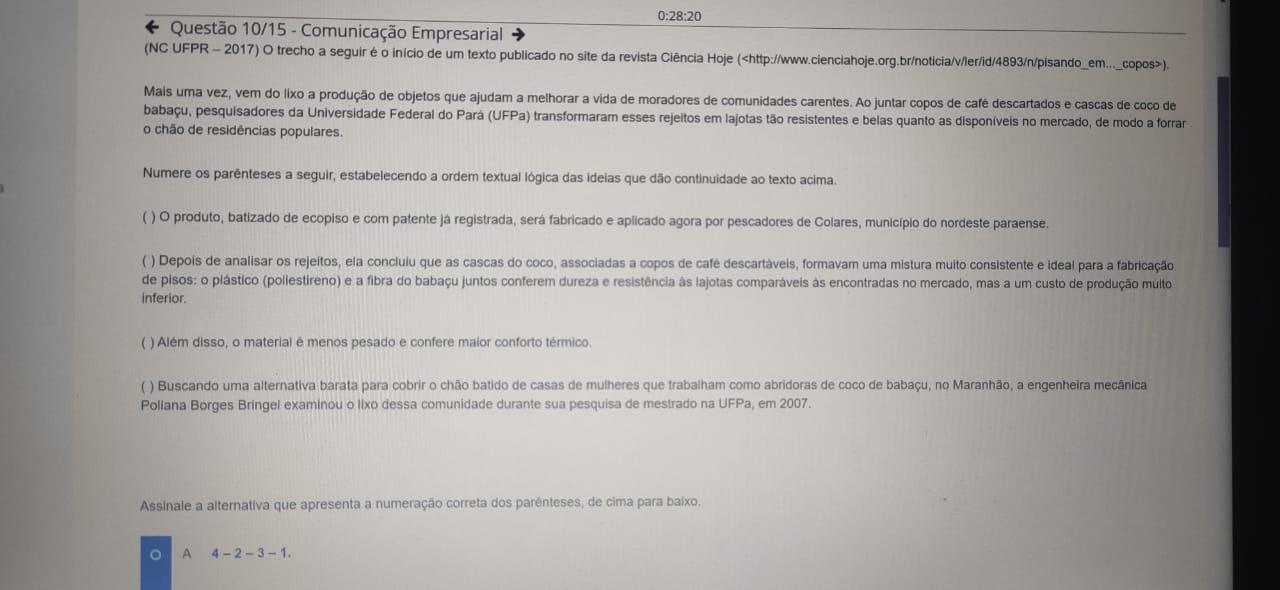 0:28:20
← Questão 10/15 - Comunicação Empresarial →
(NC UFPR – 2017) O trecho a seguir é o início de um texto publicado no site da revista Ciência Hoje (<http://www.cienciahoje.org.br/noticia/v/ler/id/4893/n/pisando_em..._copos>).
Mais uma vez, vem do lixo a produção de objetos que ajudam a melhorar a vida de moradores de comunidades carentes. Ao juntar copos de café descartados e cascas de coco de
babaçu, pesquisadores da Universidade Federal do Pará (UFPa) transformaram esses rejeitos em lajotas tão resistentes e belas quanto as disponíveis no mercado, de modo a forrar
o chão de residências populares.
Numere os parênteses a seguir, estabelecendo a ordem textual lógica das ideias que dão continuidade ao texto acima.
( ) O produto, batizado de ecopiso e com patente já registrada, será fabricado e aplicado agora por pescadores de Colares, município do nordeste paraense.
( ) Depois de analisar os rejeitos, ela concluiu que as cascas do coco, associadas a copos de café descartáveis, formavam uma mistura muito consistente e ideal para a fabricação
de pisos: o plástico (poliestireno) e a fibra do babaçu juntos conferem dureza e resistência às lajotas comparáveis às encontradas no mercado, mas a um custo de produção muito
inferior.
( ) Além disso, o material é menos pesado e confere maior conforto térmico.
( ) Buscando uma alternativa barata para cobrir o chão batido de casas de mulheres que trabalham como abridoras de coco de babaçu, no Maranhão, a engenheira mecânica
Poliana Borges Bringel examinou o lixo dessa comunidade durante sua pesquisa de mestrado na UFPa, em 2007.
Assinale a alternativa que apresenta a numeração correta dos parênteses, de cima para baixo.
A 4 – 2 – 3 – 1.